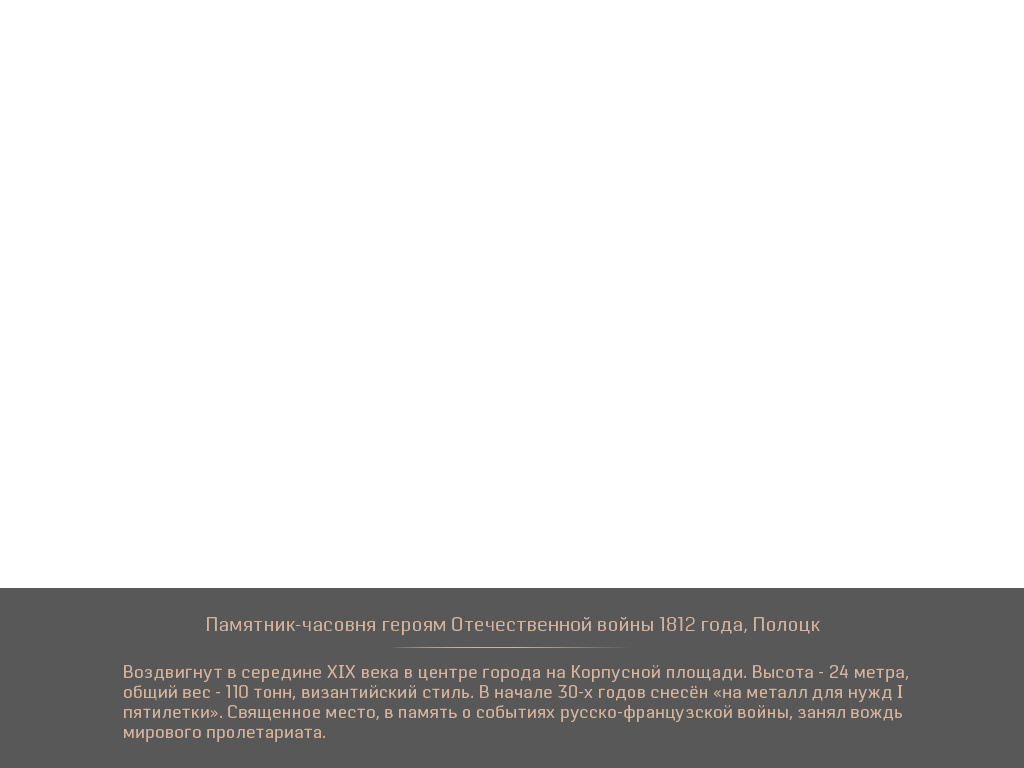 Памятник-часовня героям Отечественной войны 1812 года, Полоцк
Воздвигнут в середине XIX века в центре города на Корпусной площади. Высота - 24 метра,
общий вес - 110 тонн, византийский стиль. В начале 30-х годов снесён «на металл для нужд I
пятилетки». Священное место, в память о событиях русско-французской войны, занял вождь
мирового пролетариата.